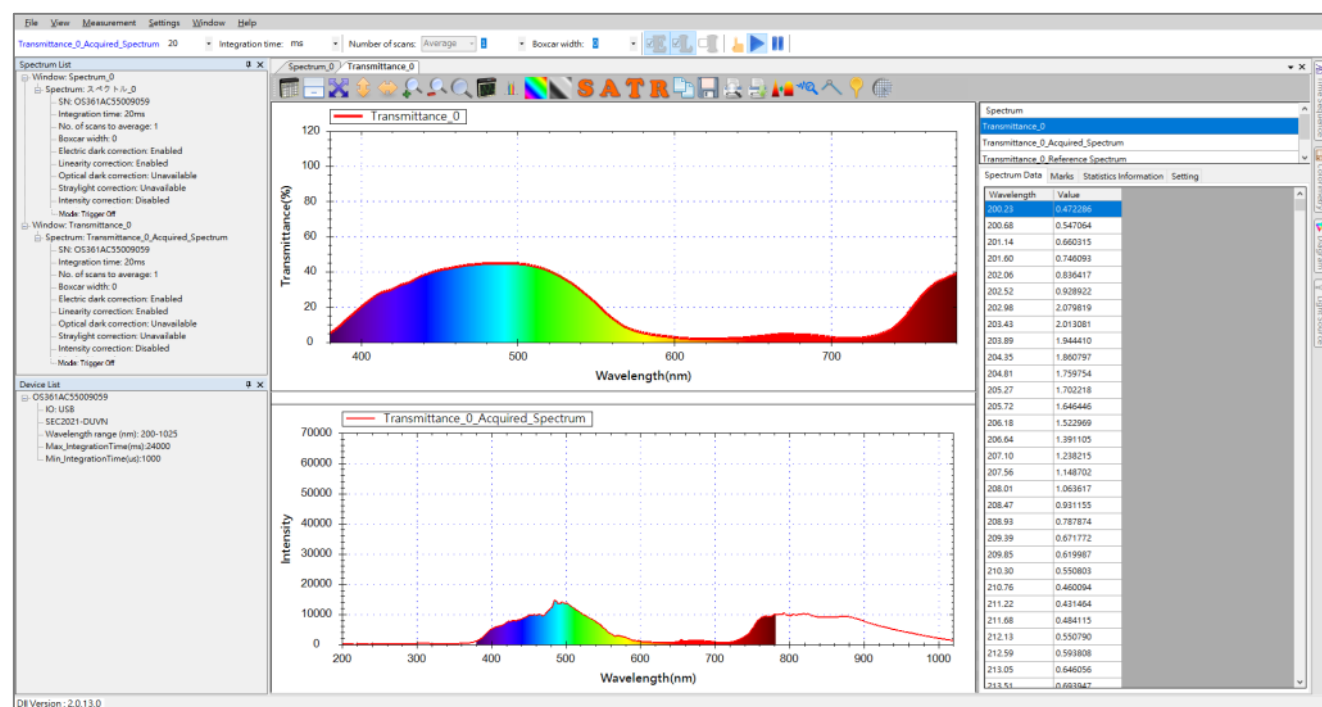 File View Measurement Settings Window Help
Transmittance_0_Acquired_Spectrum 20 Integration time: ms Number of scans: Average 1 Boxcar width: 0
Spectrum List
Window: Spectrum_0
Spectrum: スペクトル_0
SN: OS361AC55009059
Integration time: 20ms
No. of scans to average: 1
Boxcar width: 0
Electric dark correction: Enabled
Linearity correction: Enabled
Optical dark correction: Unavailable
Straylight correction: Unavailable
Intensity correction: Disabled
Mode: Trigger Off
Window: Transmittance_0
Spectrum: Transmittance_0_Acquired_Spectrum
SN: OS361AC55009059
Integration time: 20ms
No. of scans to average: 1
Boxcar width: 0
Electric dark correction: Enabled
Linearity correction: Enabled
Optical dark correction: Unavailable
Straylight correction: Unavailable
Intensity correction: Disabled
Mode: Trigger Off
Device List
OS361AC55009059
IO: USB
SEC2021-DUVN
Wavelength range (nm): 200-1025
Max_IntegrationTime(ms):24000
Min_IntegrationTime(us):1000
Spectrum_0 Transmittance_0
S A T R
Transmittance_0
Transmittance(%)
120
100
80
60
40
20
0
400 500 600 700
Wavelength(nm)
Transmittance_0_Acquired_Spectrum
Intensity
70000
60000
50000
40000
30000
20000
10000
0
200 300 400 500 600 700 800 900 1000
Wavelength(nm)
Spectrum
Transmittance_0
Transmittance_0_Acquired_Spectrum
Transmittance_0_Reference Spectrum
Spectrum Data Marks Statistics Information Setting
Wavelength Value
200.23 0.472286
200.68 0.547064
201.14 0.660315
201.60 0.746093
202.06 0.836417
202.52 0.928922
202.98 2.079819
203.43 2.013081
203.89 1.944410
204.35 1.860797
204.81 1.759754
205.27 1.702218
205.72 1.646446
206.18 1.522969
206.64 1.391105
207.10 1.238215
207.56 1.148702
208.01 1.063617
208.47 0.931155
208.93 0.787874
209.39 0.671772
209.85 0.619987
210.30 0.550803
210.76 0.460094
211.22 0.431464
211.68 0.484115
212.13 0.550790
212.59 0.593808
213.05 0.646056
213.51 0.693947
Time Sequence
Colorimetry
Diagram
Light Source
Dll Version : 2.0.13.0